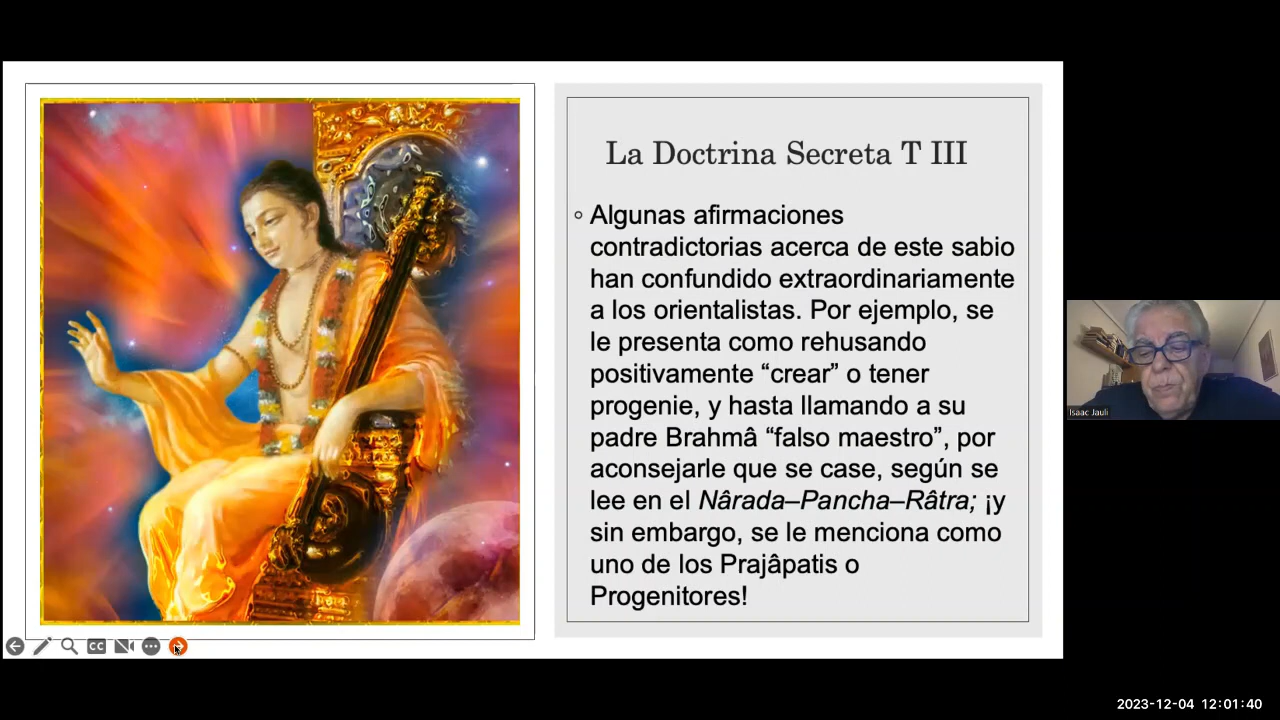 La Doctrina Secreta T III
◦ Algunas afirmaciones
contradictorias acerca de este sabio
han confundido extraordinariamente
a los orientalistas. Por ejemplo, se
le presenta como rehusando
positivamente “crear” o tener
progenie, y hasta llamando a su
padre Brahmâ “falso maestro”, por
aconsejarle que se case, según se
lee en el Nârada–Pancha–Râtra; ¡y
sin embargo, se le menciona como
uno de los Prajâpatis o
Progenitores!
Isaac Jauli
CC
2023-12-04 12:01:40